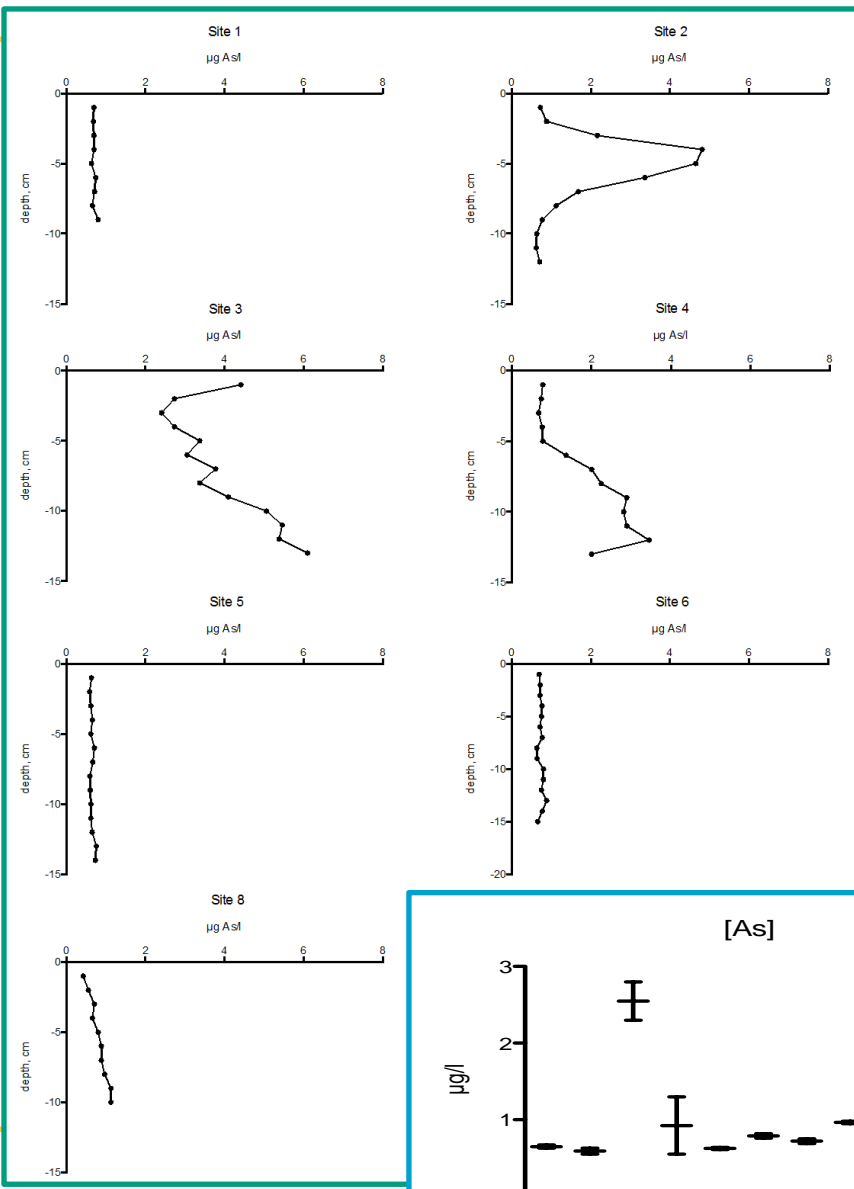 Site 1
µg As/l
0 2 4 6 8
0
-5
-10
-15
depth, cm
Site 2
µg As/l
0 2 4 6 8
0
-5
-10
-15
depth, cm
Site 3
µg As/l
0 2 4 6 8
0
-5
-10
-15
depth, cm
Site 4
µg As/l
0 2 4 6 8
0
-5
-10
-15
depth, cm
Site 5
µg As/l
0 2 4 6 8
0
-5
-10
-15
depth, cm
Site 6
µg As/l
0 2 4 6 8
0
-5
-10
-15
-20
depth, cm
Site 8
µg As/l
0 2 4 6 8
0
-5
-10
-15
depth, cm
[As]
3
2
1
µg/l